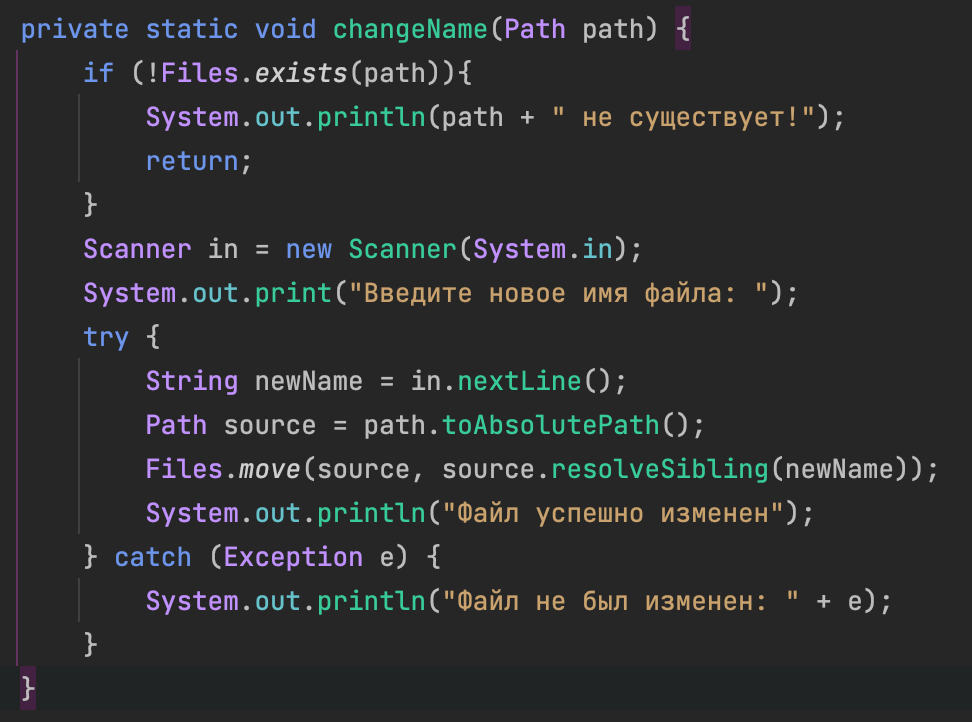 private static void changeName(Path path) {
    if (!Files.exists(path)){
        System.out.println(path + " не существует!");
        return;
    }
    Scanner in = new Scanner(System.in);
    System.out.print("Введите новое имя файла: ");
    try {
        String newName = in.nextLine();
        Path source = path.toAbsolutePath();
        Files.move(source, source.resolveSibling(newName));
        System.out.println("Файл успешно изменен");
    } catch (Exception e) {
        System.out.println("Файл не был изменен: " + e);
    }
}